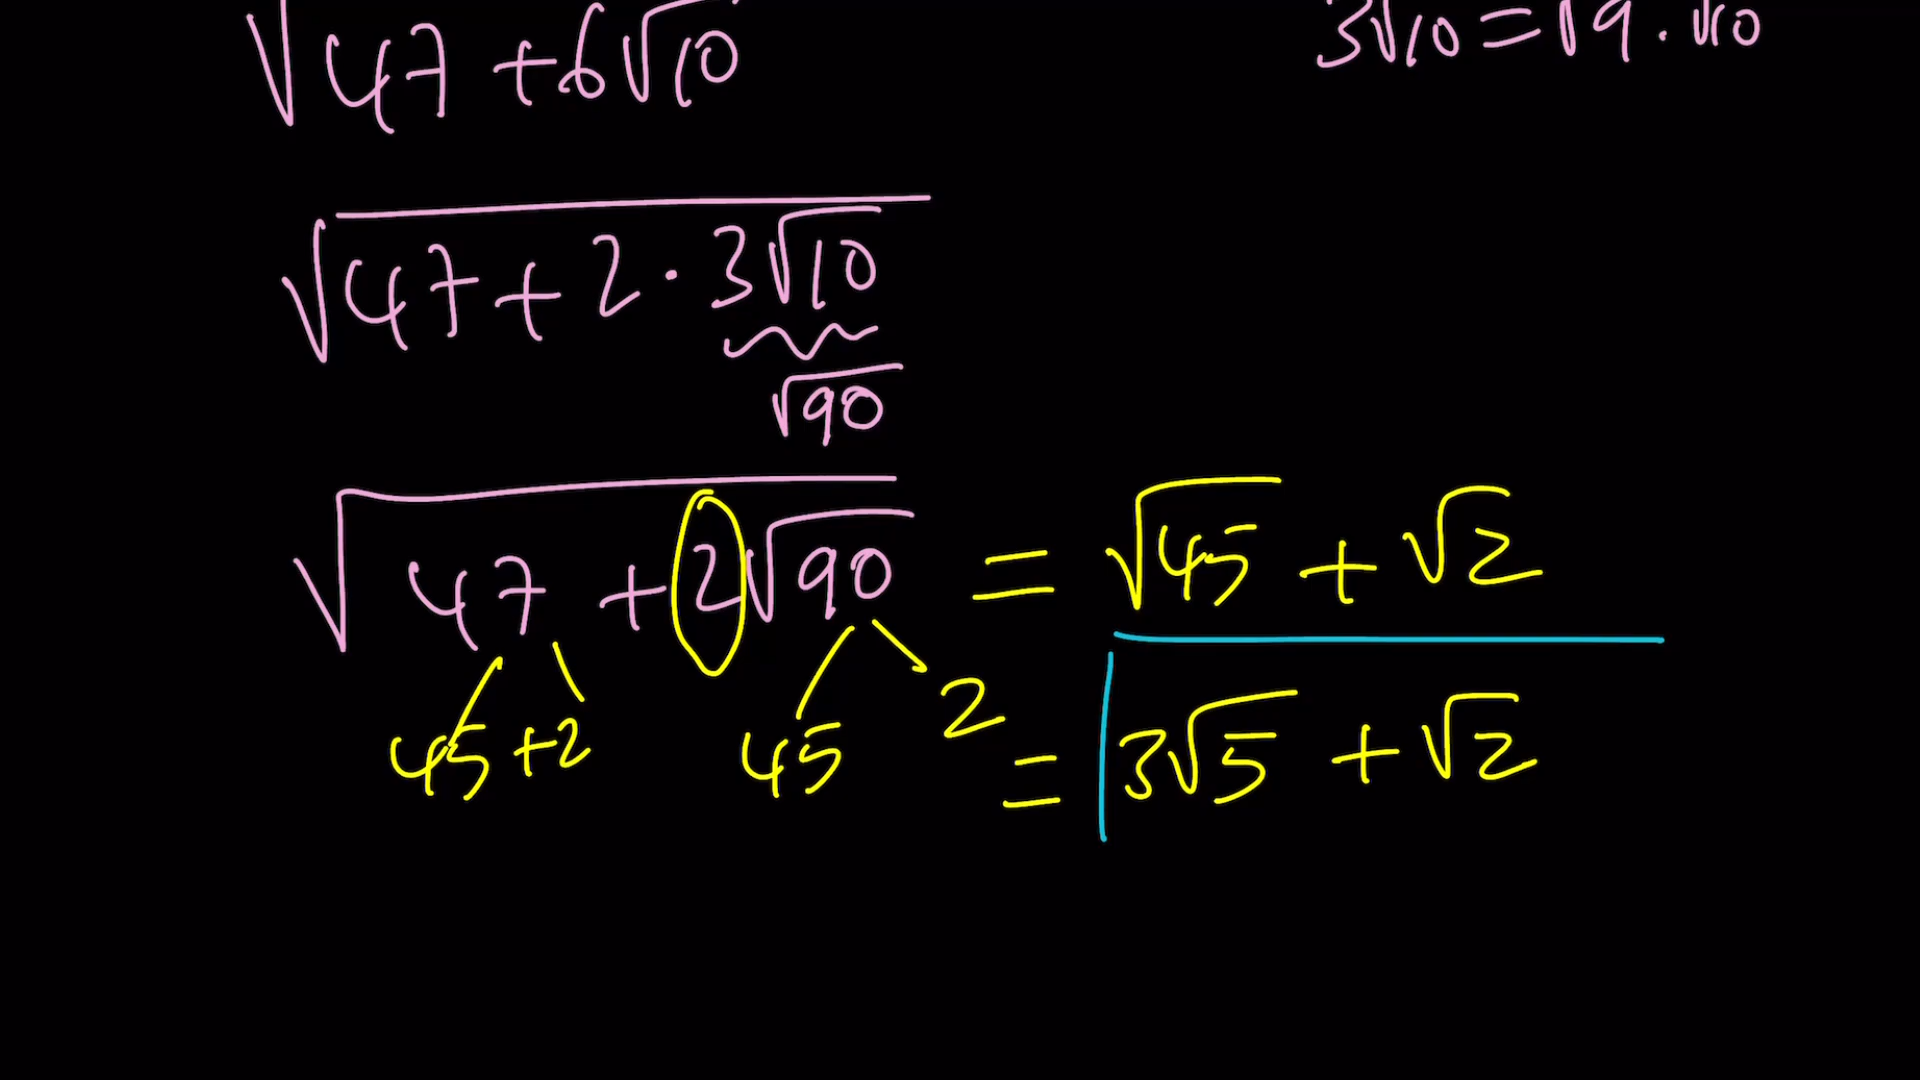 √47 + 6√10
3√10 = √9 . √10
√47 + 2 · 3√10
√90
√47 + 2√90 = √45 + √2
45 + 2 45 2
= 3√5 + √2